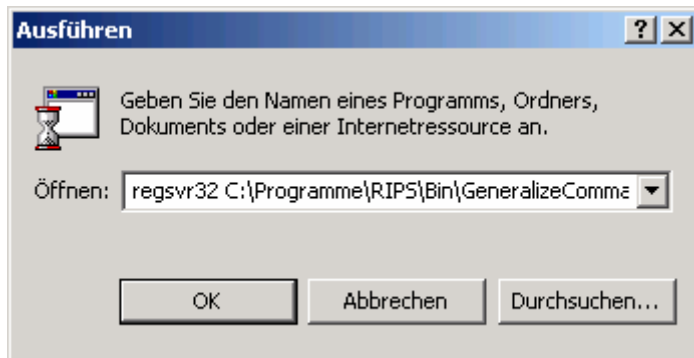 Ausführen
Geben Sie den Namen eines Programms, Ordners,
Dokuments oder einer Internetressource an.
Öffnen: regsvr32 C:\Programme\RIPS\Bin\GeneralizeComma
OK Abbrechen Durchsuchen...